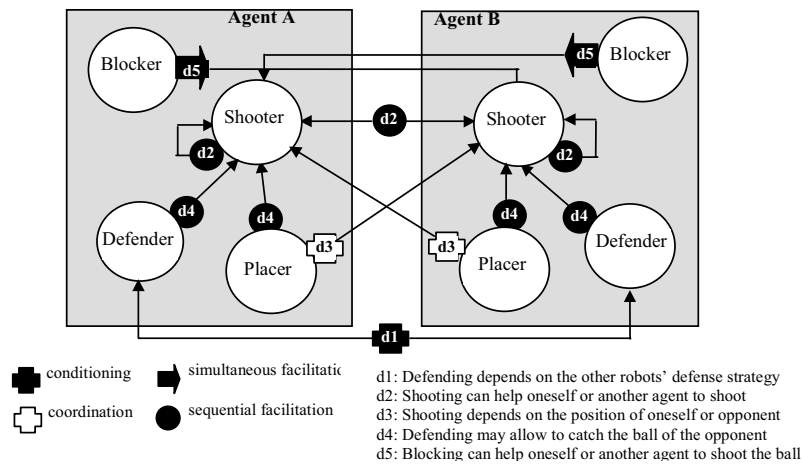 Agent A
Agent B
Blocker
d5
d5
Blocker
Shooter
d2
Shooter
d2
d2
d4
d4
d4
d4
Defender
Placer
d3
d3
Placer
Defender
d1
conditioning
simultaneous facilitatio
coordination
sequential facilitation
d1: Defending depends on the other robots' defense strategy
d2: Shooting can help oneself or another agent to shoot
d3: Shooting depends on the position of oneself or opponent
d4: Defending may allow to catch the ball of the opponent
d5: Blocking can help oneself or another agent to shoot the ball